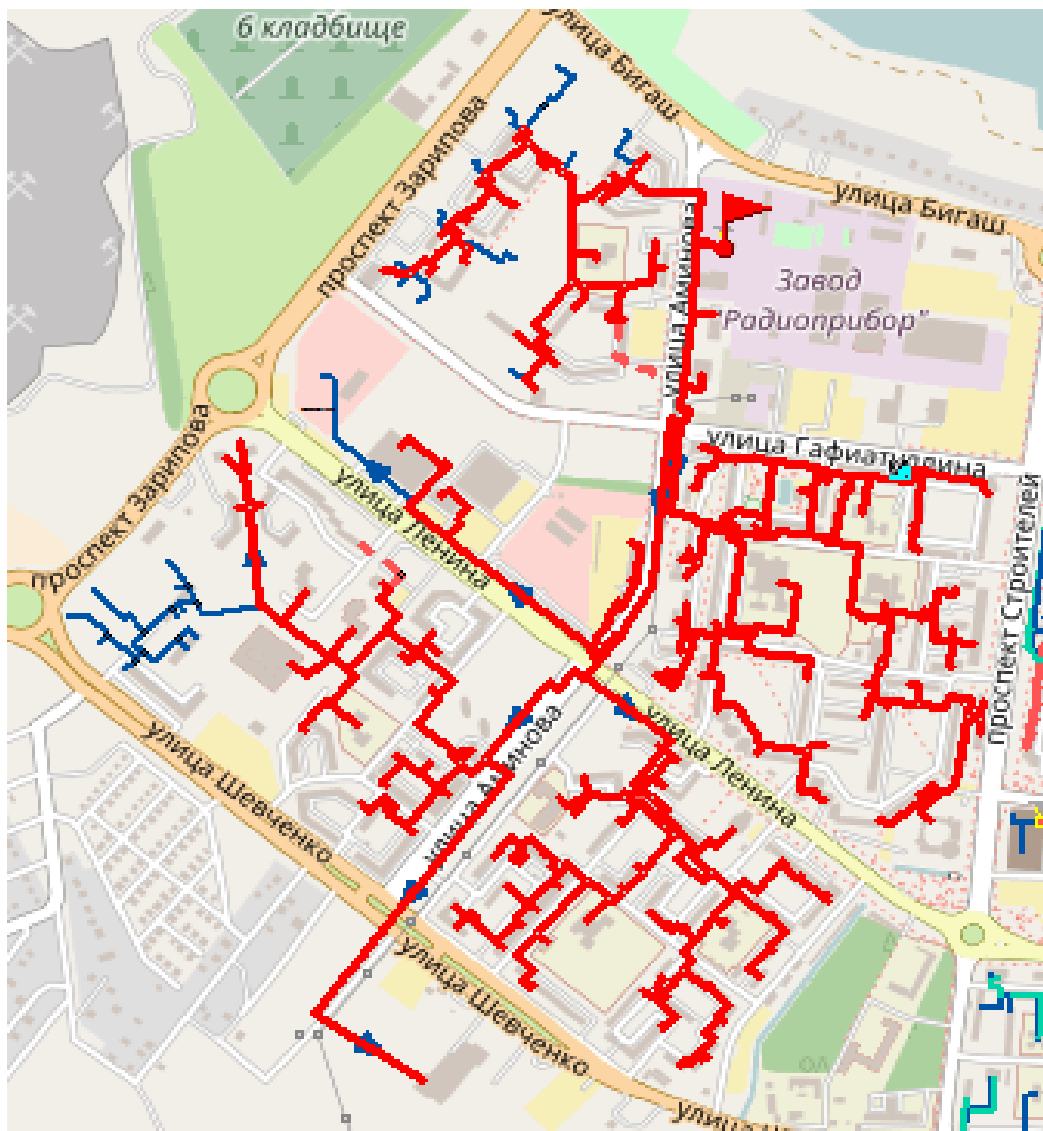 6 кладбище
улица Бигаш
проспект Зарипова
улица Бигаш
улица Аминова
Завод
"Радиоприбор"
проспект Зарипова
улица Гафиатуллина
улица Ленина
проспект Строителей
улица Аминова
улица Ленина
улица Шевченко
улица Шевченко
улица